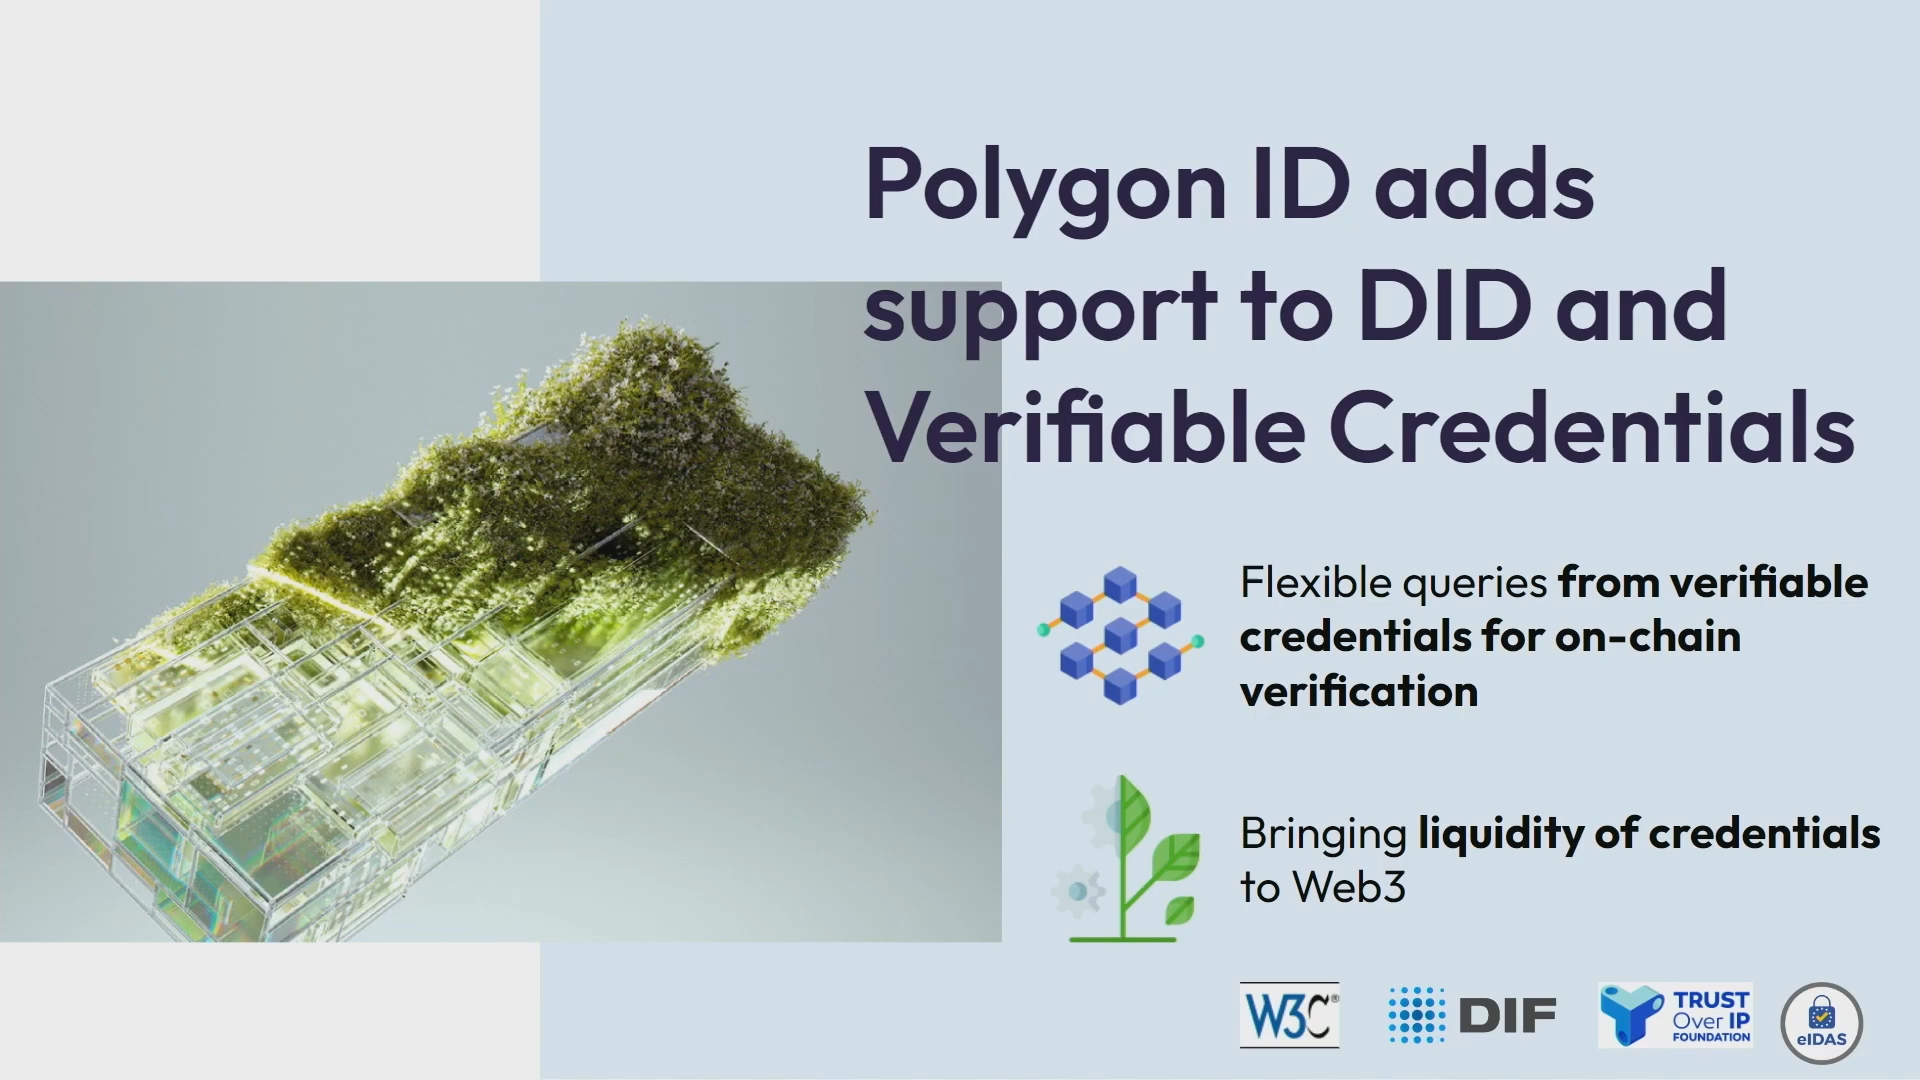 Polygon ID adds
support to DID and
Verifiable Credentials
Flexible queries from verifiable
credentials for on-chain
verification
Bringing liquidity of credentials
to Web3
W3C®
DIF
TRUST
Over IP
FOUNDATION
eIDAS